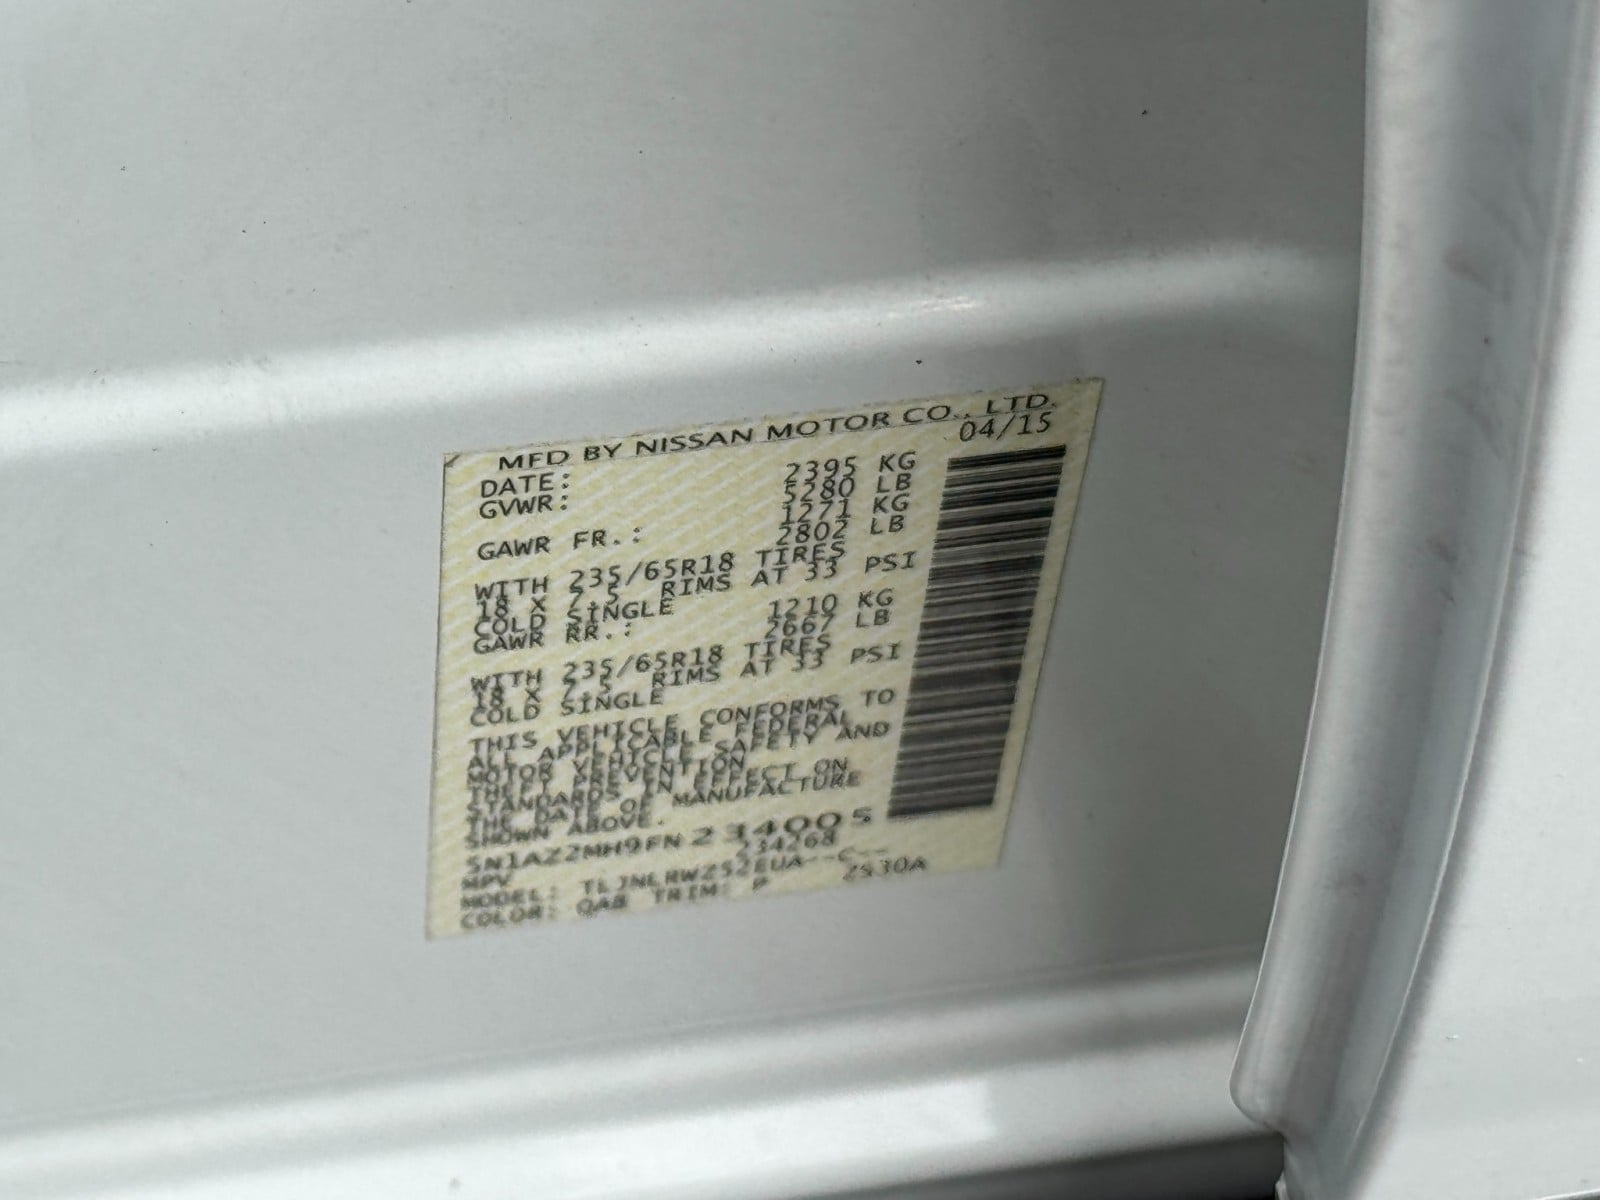 MFD BY NISSAN MOTOR CO., LTD.
DATE: 04/15
GVWR: 2395 KG
5280 LB
GAWR FR.: 1271 KG
2802 LB
WITH 235/65R18 TIRES
18 X 7.5 RIMS AT 33 PSI
COLD SINGLE
GAWR RR.: 1210 KG
2667 LB
WITH 235/65R18 TIRES
18 X 7.5 RIMS AT 33 PSI
COLD SINGLE
THIS VEHICLE CONFORMS TO
ALL APPLICABLE FEDERAL
MOTOR VEHICLE SAFETY AND
THEFT PREVENTION
STANDARDS IN EFFECT ON
THE DATE OF MANUFACTURE
SHOWN ABOVE.
5N1AZ2MH9FN234005
MPV 234268
MODEL: TLJNLRWZ52EUA--C--
COLOR: QAB TRIM: P ZS30A